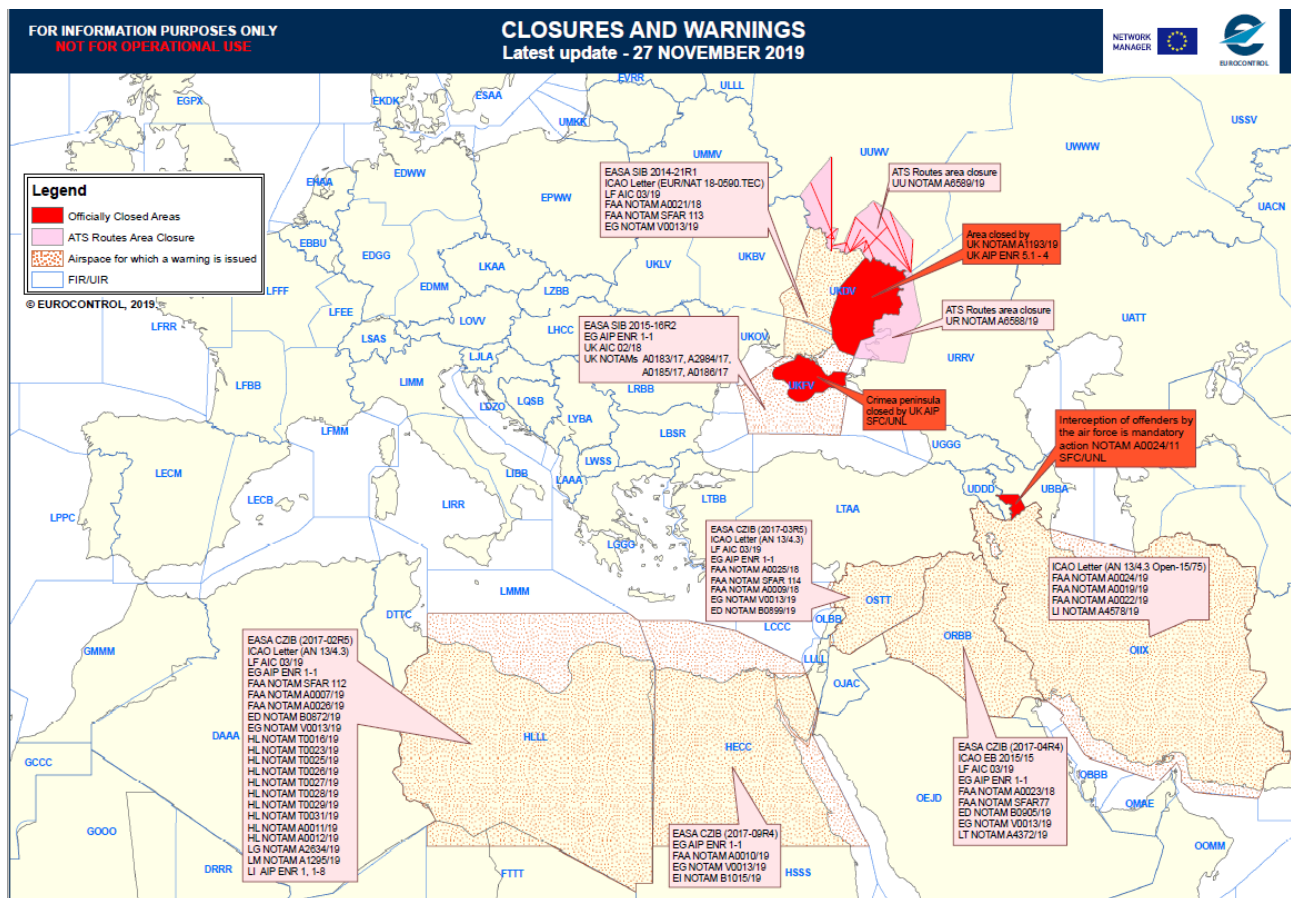 FOR INFORMATION PURPOSES ONLY
NOT FOR OPERATIONAL USE
CLOSURES AND WARNINGS
Latest update - 27 NOVEMBER 2019
NETWORK
MANAGER
EUROCONTROL
Legend
Officially Closed Areas
ATS Routes Area Closure
Airspace for which a warning is issued
FIR/UIR
© EUROCONTROL, 2019.
EASA SIB 2014-21R1
ICAO Letter (EUR/NAT 18-0590.TEC)
LF AIC 03/19
FAA NOTAM A0021/18
FAA NOTAM SFAR 113
EG NOTAM V0013/19
ATS Routes area closure
UU NOTAM A6589/19
Area closed by
UK NOTAM A1193/19
UK AIP ENR 5.1 - 4
ATS Routes area closure
UR NOTAM A6588/19
EASA SIB 2015-16R2
EG AIP ENR 1-1
UK AIC 02/18
UK NOTAMs A0183/17, A2984/17,
A0185/17, A0186/17
Crimea peninsula
closed by UK AIP
SFC/UNL
Interception of offenders by
the air force is mandatory
action NOTAM A0024/11
SFC/UNL
EASA CZIB (2017-03R5)
ICAO Letter (AN 13/4.3)
LF AIC 03/19
EG AIP ENR 1-1
FAA NOTAM A0025/18
FAA NOTAM SFAR 114
FAA NOTAM A0009/18
EG NOTAM V0013/19
ED NOTAM B0899/19
ICAO Letter (AN 13/4.3 Open-15/75)
FAA NOTAM A0024/19
FAA NOTAM A0019/19
FAA NOTAM A0022/19
LI NOTAM A4578/19
EASA CZIB (2017-02R5)
ICAO Letter (AN 13/4.3)
LF AIC 03/19
EG AIP ENR 1-1
FAA NOTAM SFAR 112
FAA NOTAM A0007/19
FAA NOTAM A0026/19
ED NOTAM B0872/19
EG NOTAM V0013/19
HL NOTAM T0016/19
HL NOTAM T0023/19
HL NOTAM T0025/19
HL NOTAM T0026/19
HL NOTAM T0027/19
HL NOTAM T0028/19
HL NOTAM T0029/19
HL NOTAM T0031/19
HL NOTAM A0011/19
HL NOTAM A0012/19
LG NOTAM A2634/19
LM NOTAM A1295/19
LI AIP ENR 1, 1-8
EASA CZIB (2017-09R4)
EG AIP ENR 1-1
FAA NOTAM A0010/19
EG NOTAM V0013/19
EI NOTAM B1015/19
EASA CZIB (2017-04R4)
ICAO EB 2015/15
LF AIC 03/19
EG AIP ENR 1-1
FAA NOTAM A0023/18
FAA NOTAM SFAR77
ED NOTAM B0905/19
EG NOTAM V0013/19
LT NOTAM A4372/19
EGPX
EKDK
ESAA
EVRR
ULLL
UMKK
USSV
UMMV
UUWV
UWWW
UACN
EHAA
EDWW
EPWW
EBBU
EDGG
LKAA
UKLV
UKBV
UKDV
LFFF
LFEE
EDMM
LZBB
LFRR
LSAS
LOVV
LHCC
UKOV
UATT
URRV
LJLA
LFBB
LIMM
LDZO
LQSB
LRBB
UKFV
LYBA
LFMM
LBSR
UGGG
LWSS
LECM
LECB
LIBB
LAAA
LTBB
LTAA
UDDD
UBBA
LPPC
LIRR
LGGG
LMMM
OSTT
DTTC
LCCC
OLBB
ORBB
OIIX
GMMM
LLLL
OJAC
DAAA
HLLL
HECC
GCCC
OEJD
OBBB
OMAE
GOOO
OOMM
DRRR
FTTT
HSSS